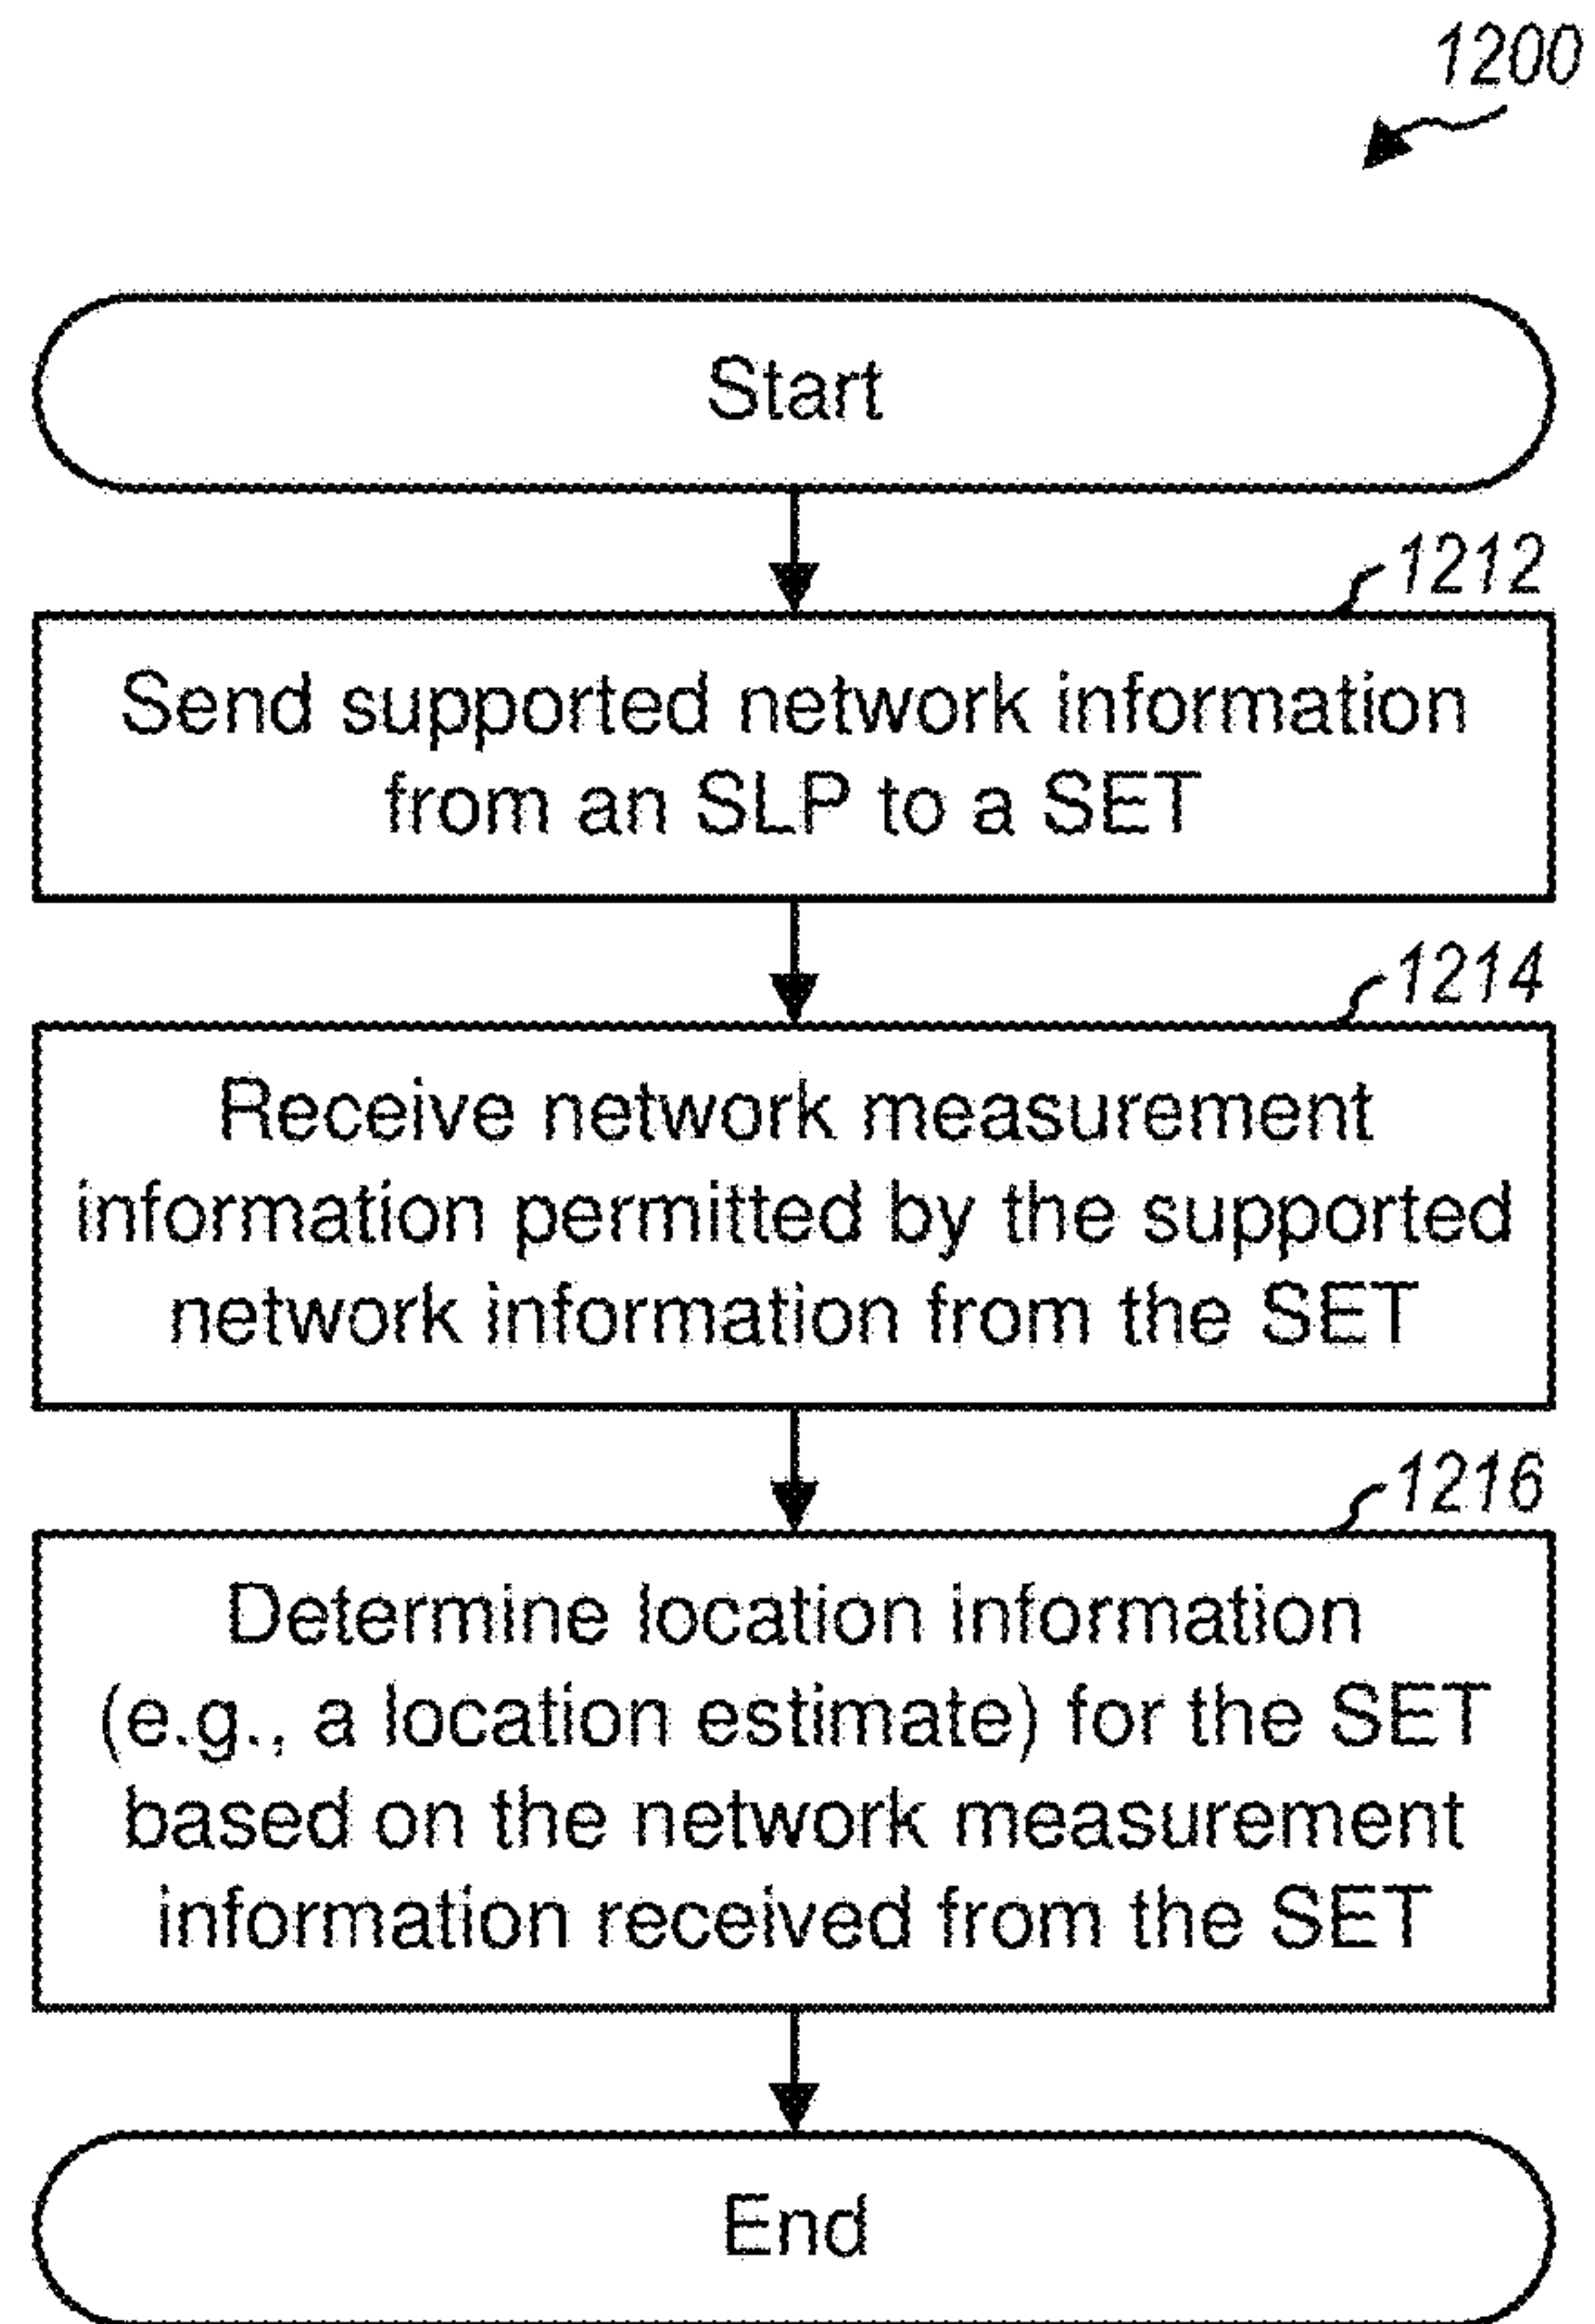 1200
Start
1212
Send supported network information
from an SLP to a SET
1214
Receive network measurement
information permitted by the supported
network information from the SET
1216
Determine location information
(e.g., a location estimate) for the SET
based on the network measurement
information received from the SET
End